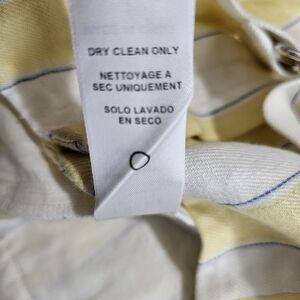 DRY CLEAN ONLY
NETTOYAGE A
SEC UNIQUEMENT
SOLO LAVADO
EN SECO